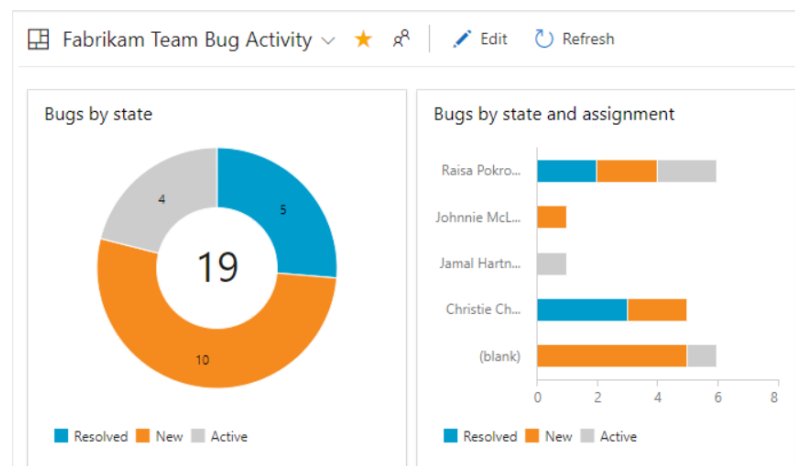 Fabrikam Team Bug Activity Edit Refresh
Bugs by state
4
5
19
10
Resolved New Active
Bugs by state and assignment
Raisa Pokro...
Johnnie McL...
Jamal Hartn...
Christie Ch...
(blank)
0 2 4 6 8
Resolved New Active